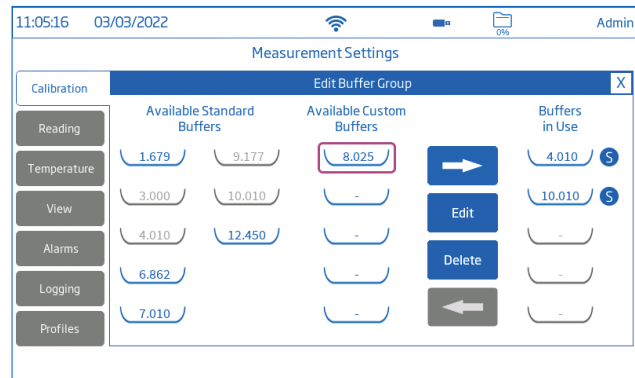 11:05:16 03/03/2022 0% Admin
Measurement Settings
Calibration
Reading
Temperature
View
Alarms
Logging
Profiles
Edit Buffer Group X
Available Standard
Buffers
Available Custom
Buffers
Buffers
in Use
1.679 9.177 8.025 4.010 S
3.000 10.010 - 10.010 S
4.010 12.450 - -
6.862 - -
7.010 - -
Edit
Delete